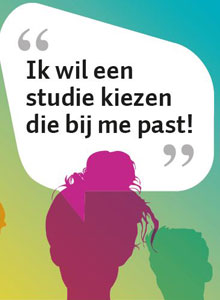 “
Ik wil een
studie kiezen
die bij me past!
”